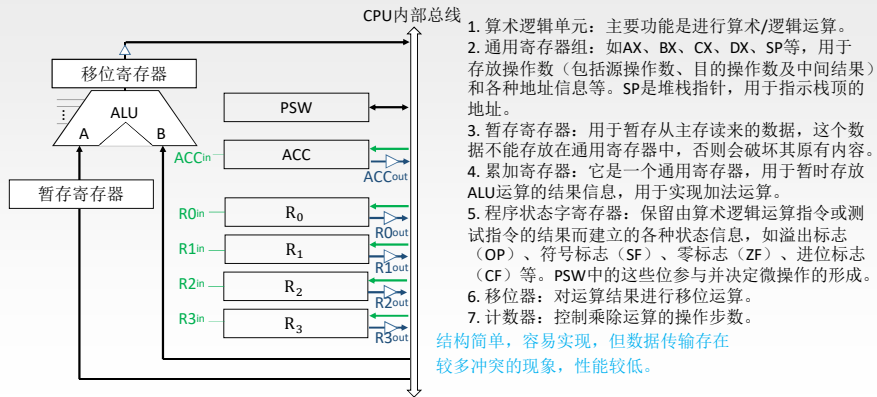 CPU内部总线
移位寄存器
ALU
A
B
⋮
暂存寄存器
PSW
ACCin
ACC
ACCout
R0in
R₀
R0out
R1in
R₁
R1out
R2in
R₂
R2out
R3in
R₃
R3out
1. 算术逻辑单元：主要功能是进行算术/逻辑运算。
2. 通用寄存器组：如AX、BX、CX、DX、SP等，用于
存放操作数（包括源操作数、目的操作数及中间结果）
和各种地址信息等。SP是堆栈指针，用于指示栈顶的
地址。
3. 暂存寄存器：用于暂存从主存读来的数据，这个数
据不能存放在通用寄存器中，否则会破坏其原有内容。
4. 累加寄存器：它是一个通用寄存器，用于暂时存放
ALU运算的结果信息，用于实现加法运算。
5. 程序状态字寄存器：保留由算术逻辑运算指令或测
试指令的结果而建立的各种状态信息，如溢出标志
（OP）、符号标志（SF）、零标志（ZF）、进位标志
（CF）等。PSW中的这些位参与并决定微操作的形成。
6. 移位器：对运算结果进行移位运算。
7. 计数器：控制乘除运算的操作步数。
结构简单，容易实现，但数据传输存在
较多冲突的现象，性能较低。